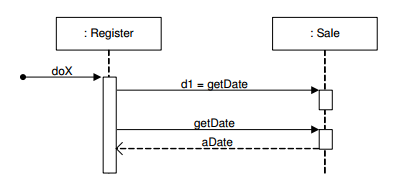 : Register
: Sale
doX
d1 = getDate
getDate
aDate